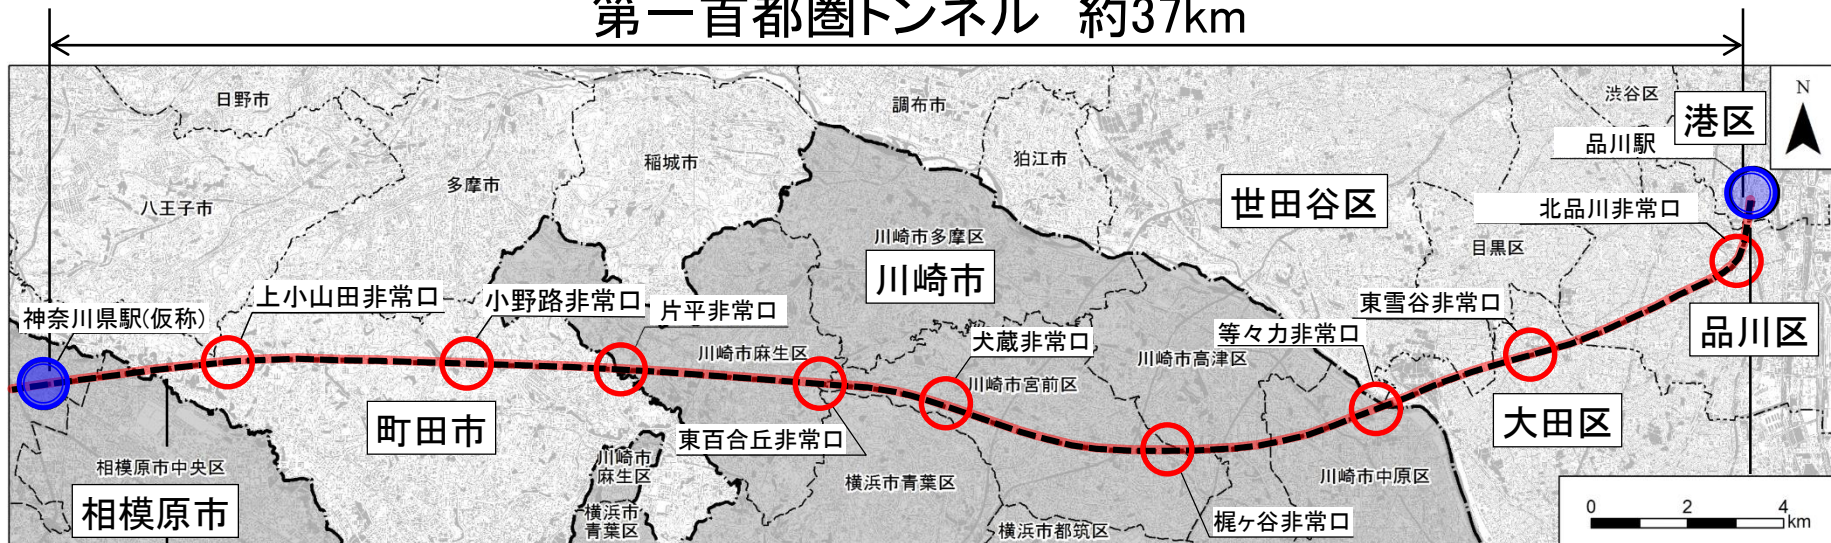 第一首都圏トンネル 約37km
日野市
調布市
渋谷区
港区
N
品川駅
稲城市
狛江市
多摩市
八王子市
世田谷区
北品川非常口
川崎市多摩区
目黒区
川崎市
上小山田非常口
小野路非常口
片平非常口
東雪谷非常口
神奈川県駅(仮称)
等々力非常口
品川区
犬蔵非常口
川崎市麻生区
川崎市高津区
川崎市宮前区
町田市
大田区
東百合丘非常口
相模原市中央区
川崎市
麻生区
横浜市青葉区
川崎市中原区
相模原市
横浜市
青葉区
横浜市都筑区
梶ヶ谷非常口
0 2 4
km